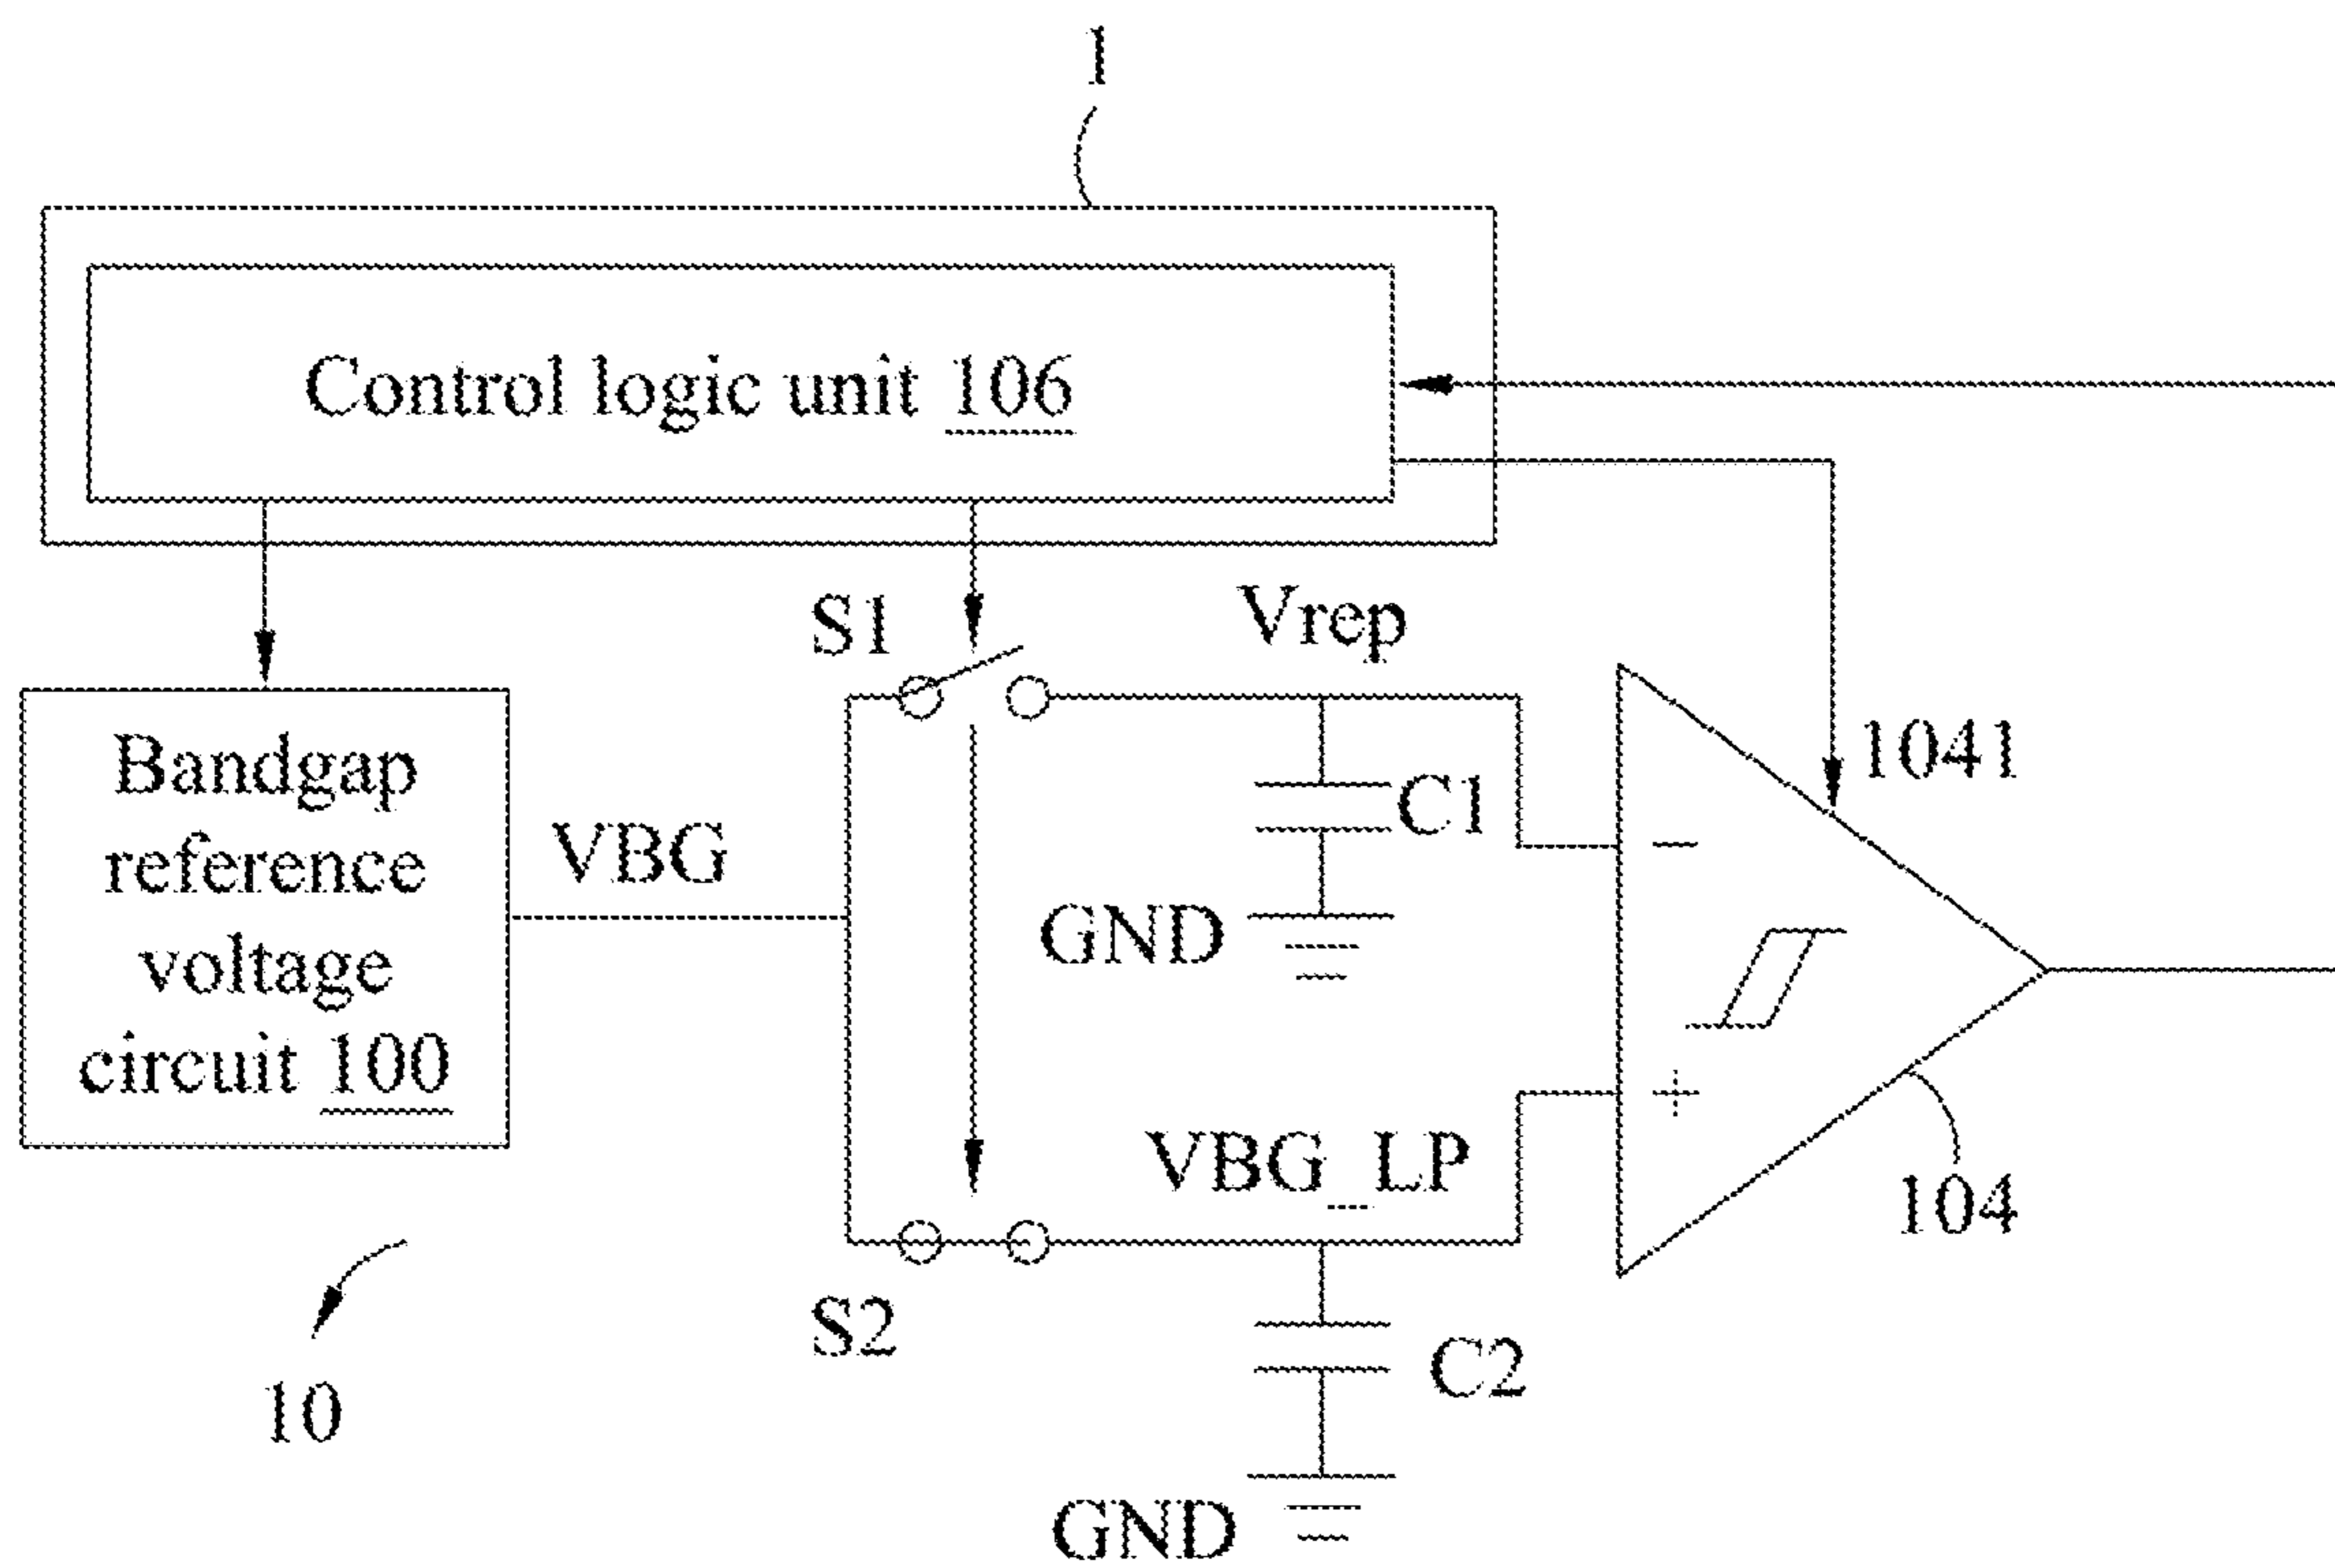 1
Control logic unit 106
S1
Vrep
Bandgap
reference
voltage
circuit 100
VBG
C1
1041
GND
−
+
VBG_LP
104
S2
C2
10
GND